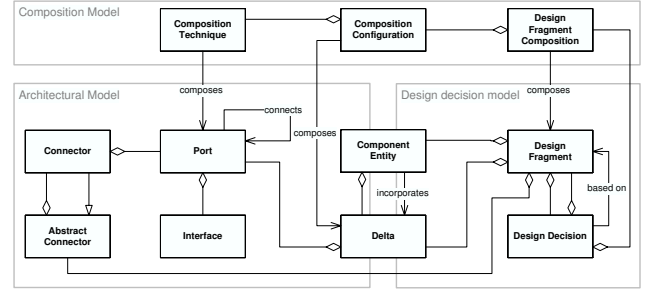 Composition Model
Composition
Technique
Composition
Configuration
Design
Fragment
Composition
composes
composes
Architectural Model
Design decision model
connects
composes
Connector
Port
Component
Entity
Design
Fragment
incorporates
based on
Abstract
Connector
Interface
Delta
Design Decision